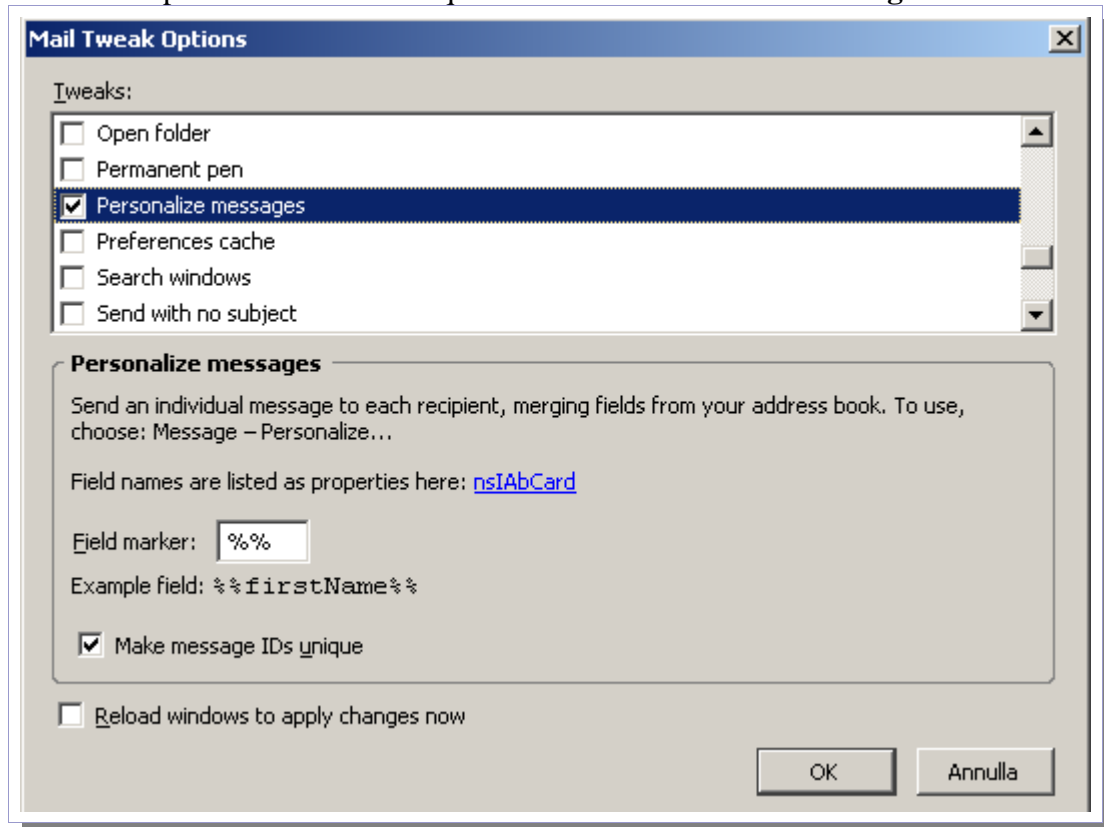 Mail Tweak Options
Tweaks:
Open folder
Permanent pen
Personalize messages
Preferences cache
Search windows
Send with no subject
Personalize messages
Send an individual message to each recipient, merging fields from your address book. To use,
choose: Message – Personalize...
Field names are listed as properties here: nsIAbCard
Field marker: %%
Example field: %%firstName%%
Make message IDs unique
Reload windows to apply changes now
OK Annulla